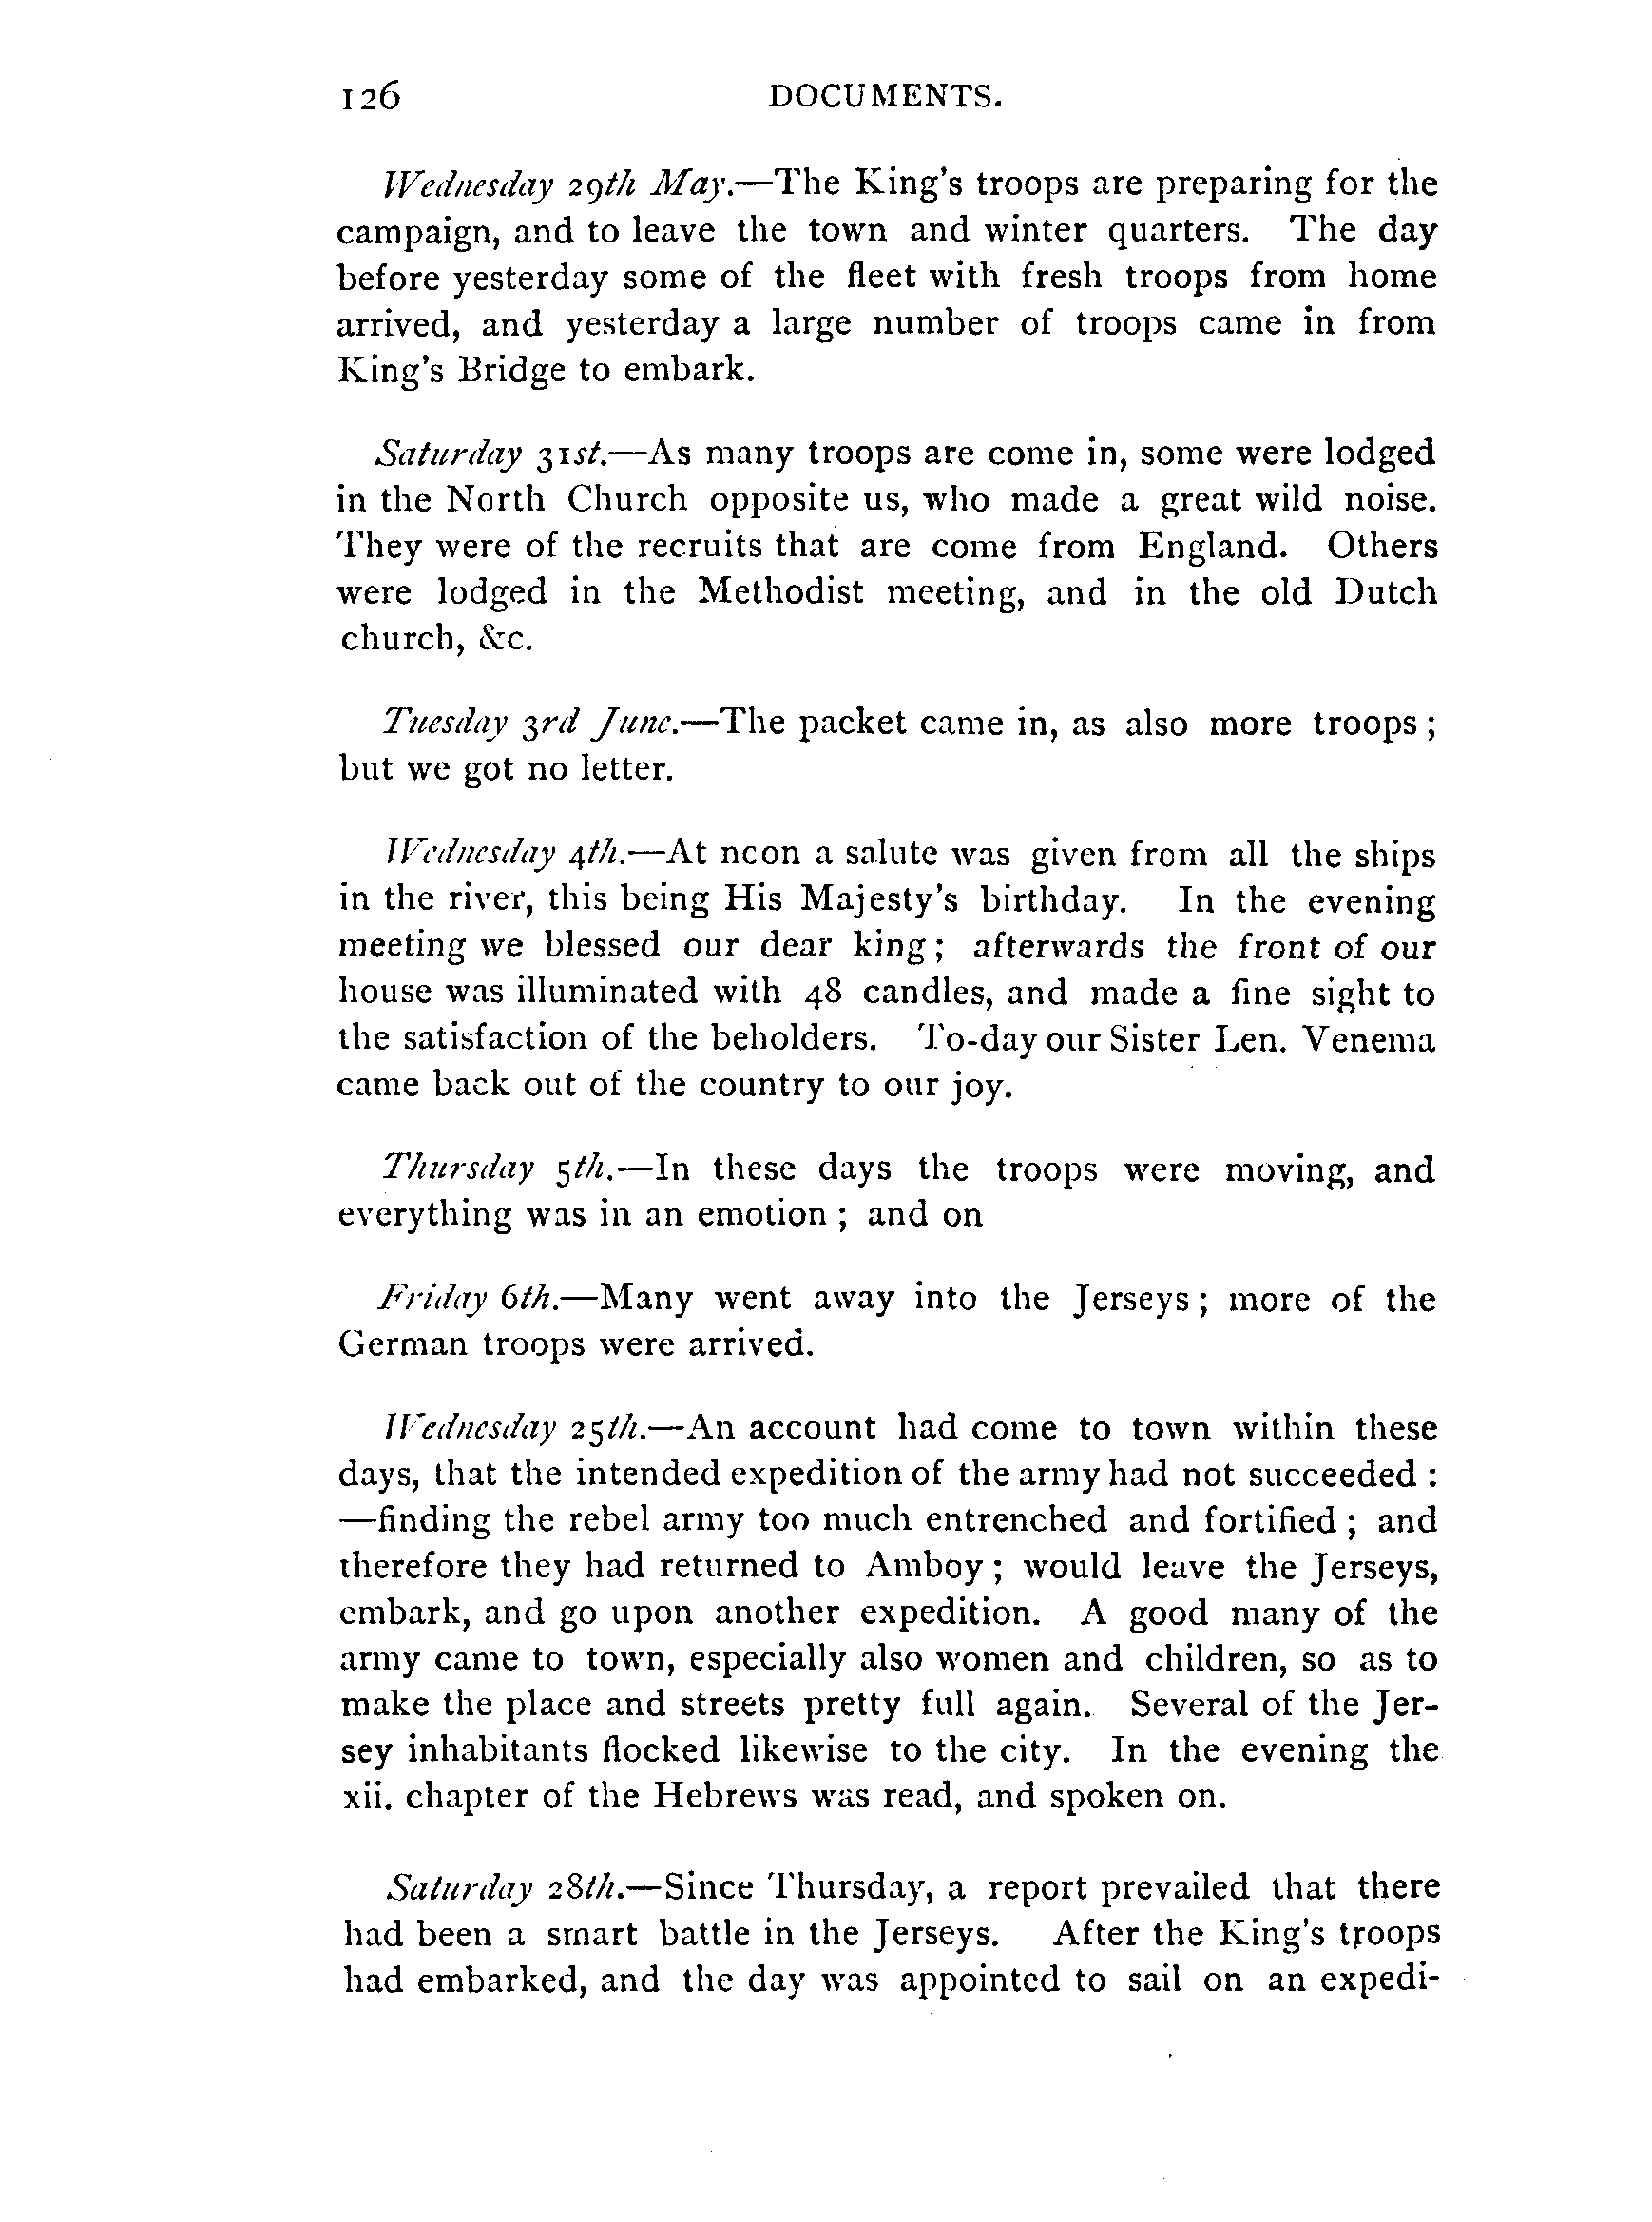 126 DOCUMENTS.
Wednesday 29th May.—The King's troops are preparing for the
campaign, and to leave the town and winter quarters. The day
before yesterday some of the fleet with fresh troops from home
arrived, and yesterday a large number of troops came in from
King's Bridge to embark.
Saturday 31st.—As many troops are come in, some were lodged
in the North Church opposite us, who made a great wild noise.
They were of the recruits that are come from England. Others
were lodged in the Methodist meeting, and in the old Dutch
church, &c.
Tuesday 3rd June.—The packet came in, as also more troops ;
but we got no letter.
Wednesday 4th.—At noon a salute was given from all the ships
in the river, this being His Majesty's birthday. In the evening
meeting we blessed our dear king ; afterwards the front of our
house was illuminated with 48 candles, and made a fine sight to
the satisfaction of the beholders. To-day our Sister Len. Venema
came back out of the country to our joy.
Thursday 5th.—In these days the troops were moving, and
everything was in an emotion ; and on
Friday 6th.—Many went away into the Jerseys ; more of the
German troops were arrived.
Wednesday 25th.—An account had come to town within these
days, that the intended expedition of the army had not succeeded :
—finding the rebel army too much entrenched and fortified ; and
therefore they had returned to Amboy ; would leave the Jerseys,
embark, and go upon another expedition. A good many of the
army came to town, especially also women and children, so as to
make the place and streets pretty full again. Several of the Jer-
sey inhabitants flocked likewise to the city. In the evening the
xii. chapter of the Hebrews was read, and spoken on.
Saturday 28th.—Since Thursday, a report prevailed that there
had been a smart battle in the Jerseys. After the King's troops
had embarked, and the day was appointed to sail on an expedi-